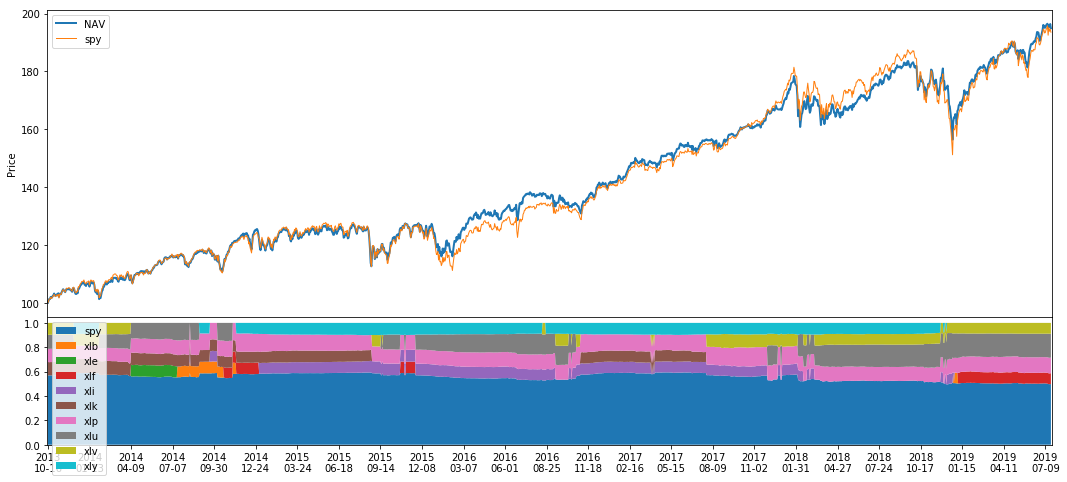 200
180
160
140
120
100
Price
NAV
spy
1.0
0.8
0.6
0.4
0.2
0.0
spy
xlb
xle
xlf
xli
xlk
xlp
xlu
xlv
xly
2013 2014 2014 2014 2014 2014 2015 2015 2015 2015 2016 2016 2016 2016 2017 2017 2017 2017 2018 2018 2018 2018 2019 2019 2019
04-09 07-07 09-30 12-24 03-24 06-18 09-14 12-08 03-07 06-01 08-25 11-18 02-16 05-15 08-09 11-02 01-31 04-27 07-24 10-17 01-15 04-11 07-09